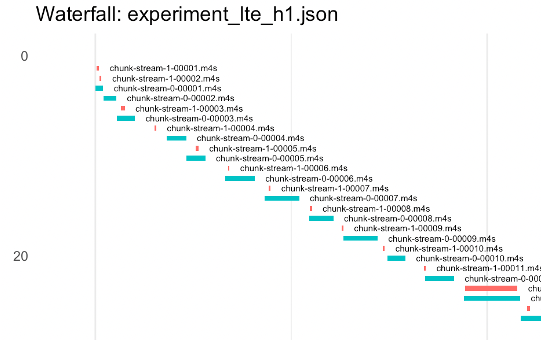 Waterfall: experiment_lte_h1.json
0
chunk-stream-1-00001.m4s
chunk-stream-1-00002.m4s
chunk-stream-0-00001.m4s
chunk-stream-0-00002.m4s
chunk-stream-1-00003.m4s
chunk-stream-0-00003.m4s
chunk-stream-1-00004.m4s
chunk-stream-0-00004.m4s
chunk-stream-1-00005.m4s
chunk-stream-0-00005.m4s
chunk-stream-1-00006.m4s
chunk-stream-0-00006.m4s
chunk-stream-1-00007.m4s
chunk-stream-0-00007.m4s
chunk-stream-1-00008.m4s
chunk-stream-0-00008.m4s
chunk-stream-1-00009.m4s
chunk-stream-0-00009.m4s
chunk-stream-1-00010.m4s
20
chunk-stream-0-00010.m4s
chunk-stream-1-00011.m4s
chunk-stream-0-000